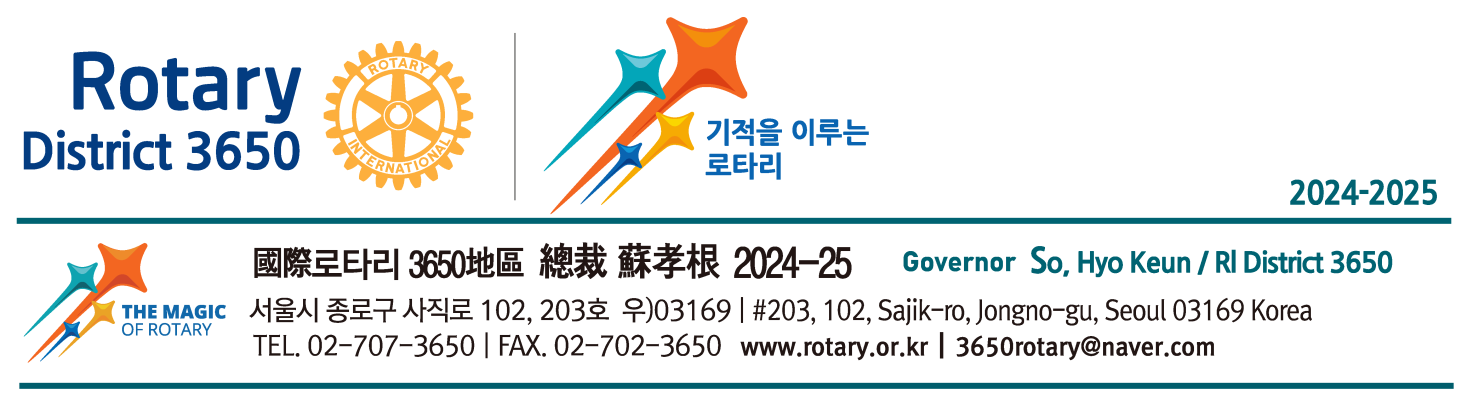 Rotary
District 3650
ROTARY
INTERNATIONAL
기적을 이루는
로타리
2024-2025
THE MAGIC
OF ROTARY
國際로타리 3650地區 總裁 蘇孝根 2024-25 Governor So, Hyo Keun / RI District 3650
서울시 종로구 사직로 102, 203호 우)03169 | #203, 102, Sajik-ro, Jongno-gu, Seoul 03169 Korea
TEL. 02-707-3650 | FAX. 02-702-3650 www.rotary.or.kr | 3650rotary@naver.com